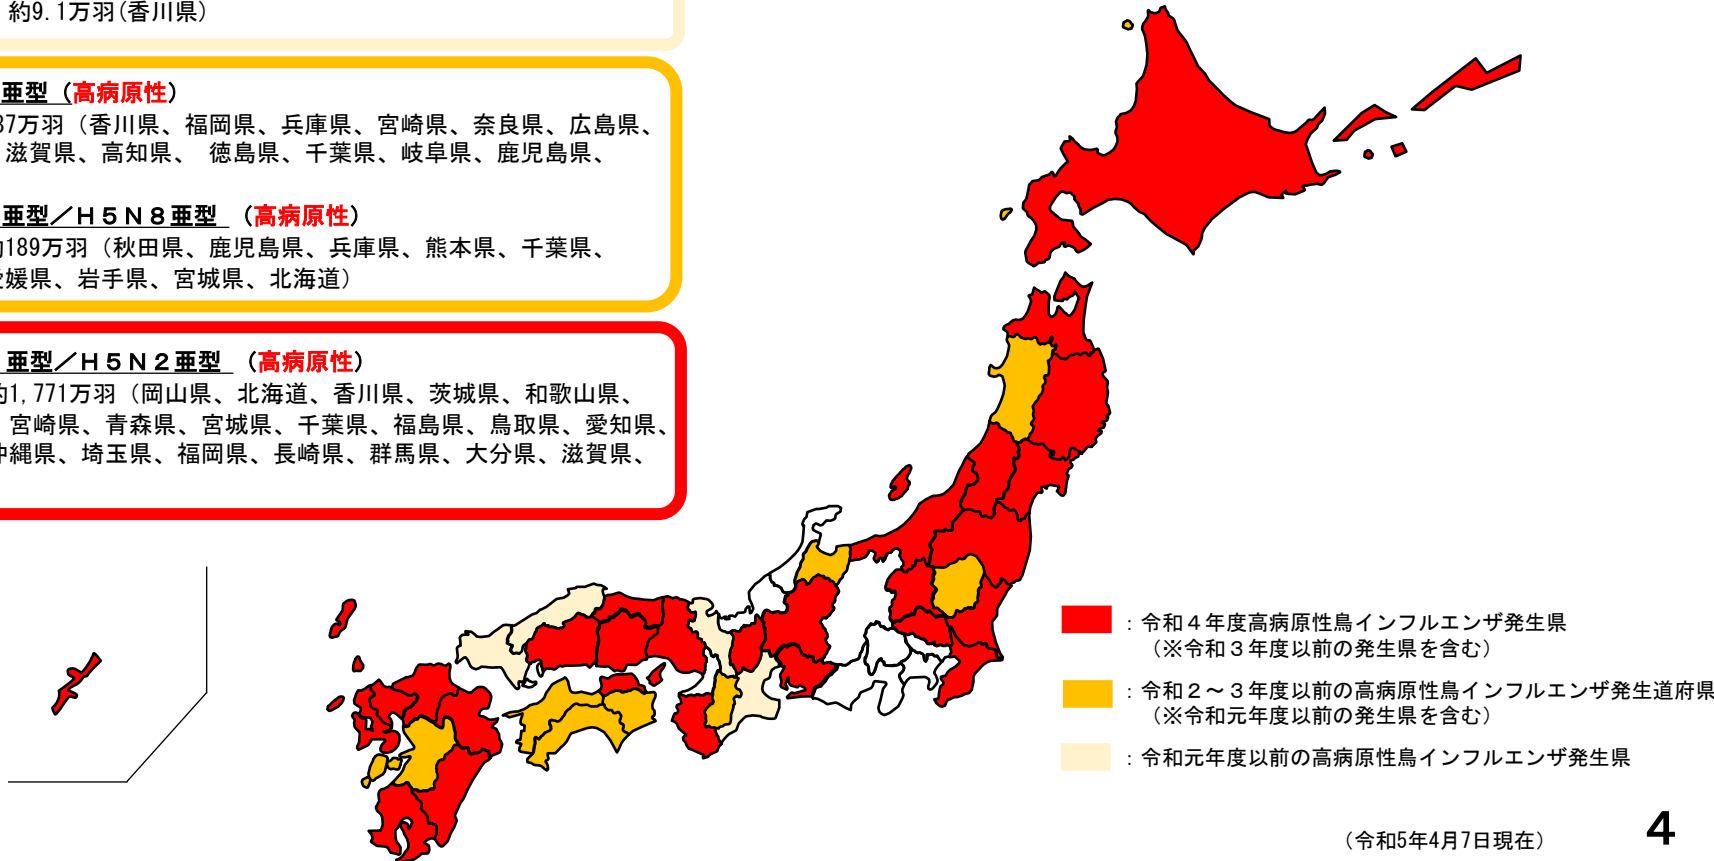 約9.1万羽(香川県)
亜型（高病原性）
87万羽（香川県、福岡県、兵庫県、宮崎県、奈良県、広島県、
滋賀県、高知県、 徳島県、千葉県、岐阜県、鹿児島県、
亜型／Ｈ５Ｎ８亜型 （高病原性）
約189万羽（秋田県、鹿児島県、兵庫県、熊本県、千葉県、
愛媛県、岩手県、宮城県、北海道）
亜型／Ｈ５Ｎ２亜型 （高病原性）
約1,771万羽（岡山県、北海道、香川県、茨城県、和歌山県、
宮崎県、青森県、宮城県、千葉県、福島県、鳥取県、愛知県、
沖縄県、埼玉県、福岡県、長崎県、群馬県、大分県、滋賀県、
：令和４年度高病原性鳥インフルエンザ発生県
（※令和３年度以前の発生県を含む）
：令和２～３年度以前の高病原性鳥インフルエンザ発生道府県
（※令和元年度以前の発生県を含む）
：令和元年度以前の高病原性鳥インフルエンザ発生県
（令和5年4月7日現在）
4